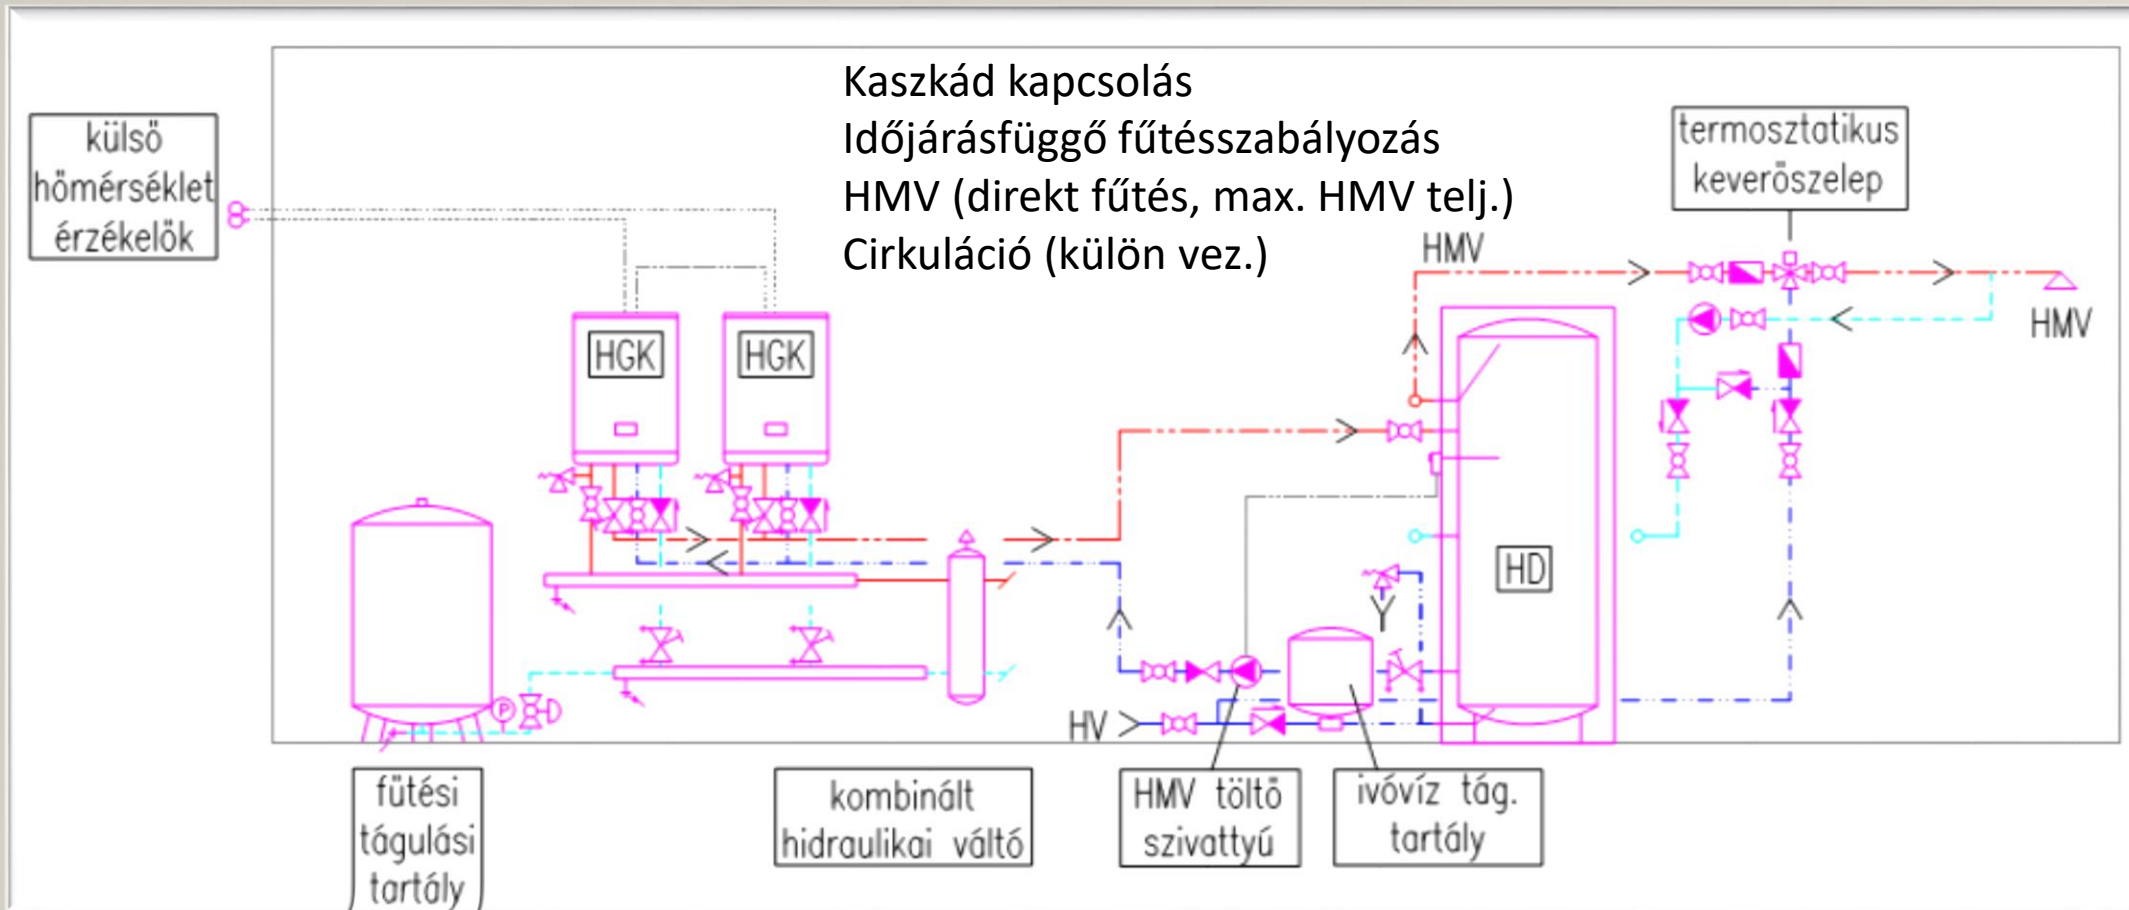 Kaszkád kapcsolás
Időjárásfüggő fűtésszabályozás
HMV (direkt fűtés, max. HMV telj.)
Cirkuláció (külön vez.)
külső
hőmérséklet
érzékelők
termosztatikus
keverőszelep
HMV
HMV
HGK
HGK
HD
P
HV
fűtési
tágulási
tartály
kombinált
hidraulikai váltó
HMV töltő
szivattyú
ivóvíz tág.
tartály